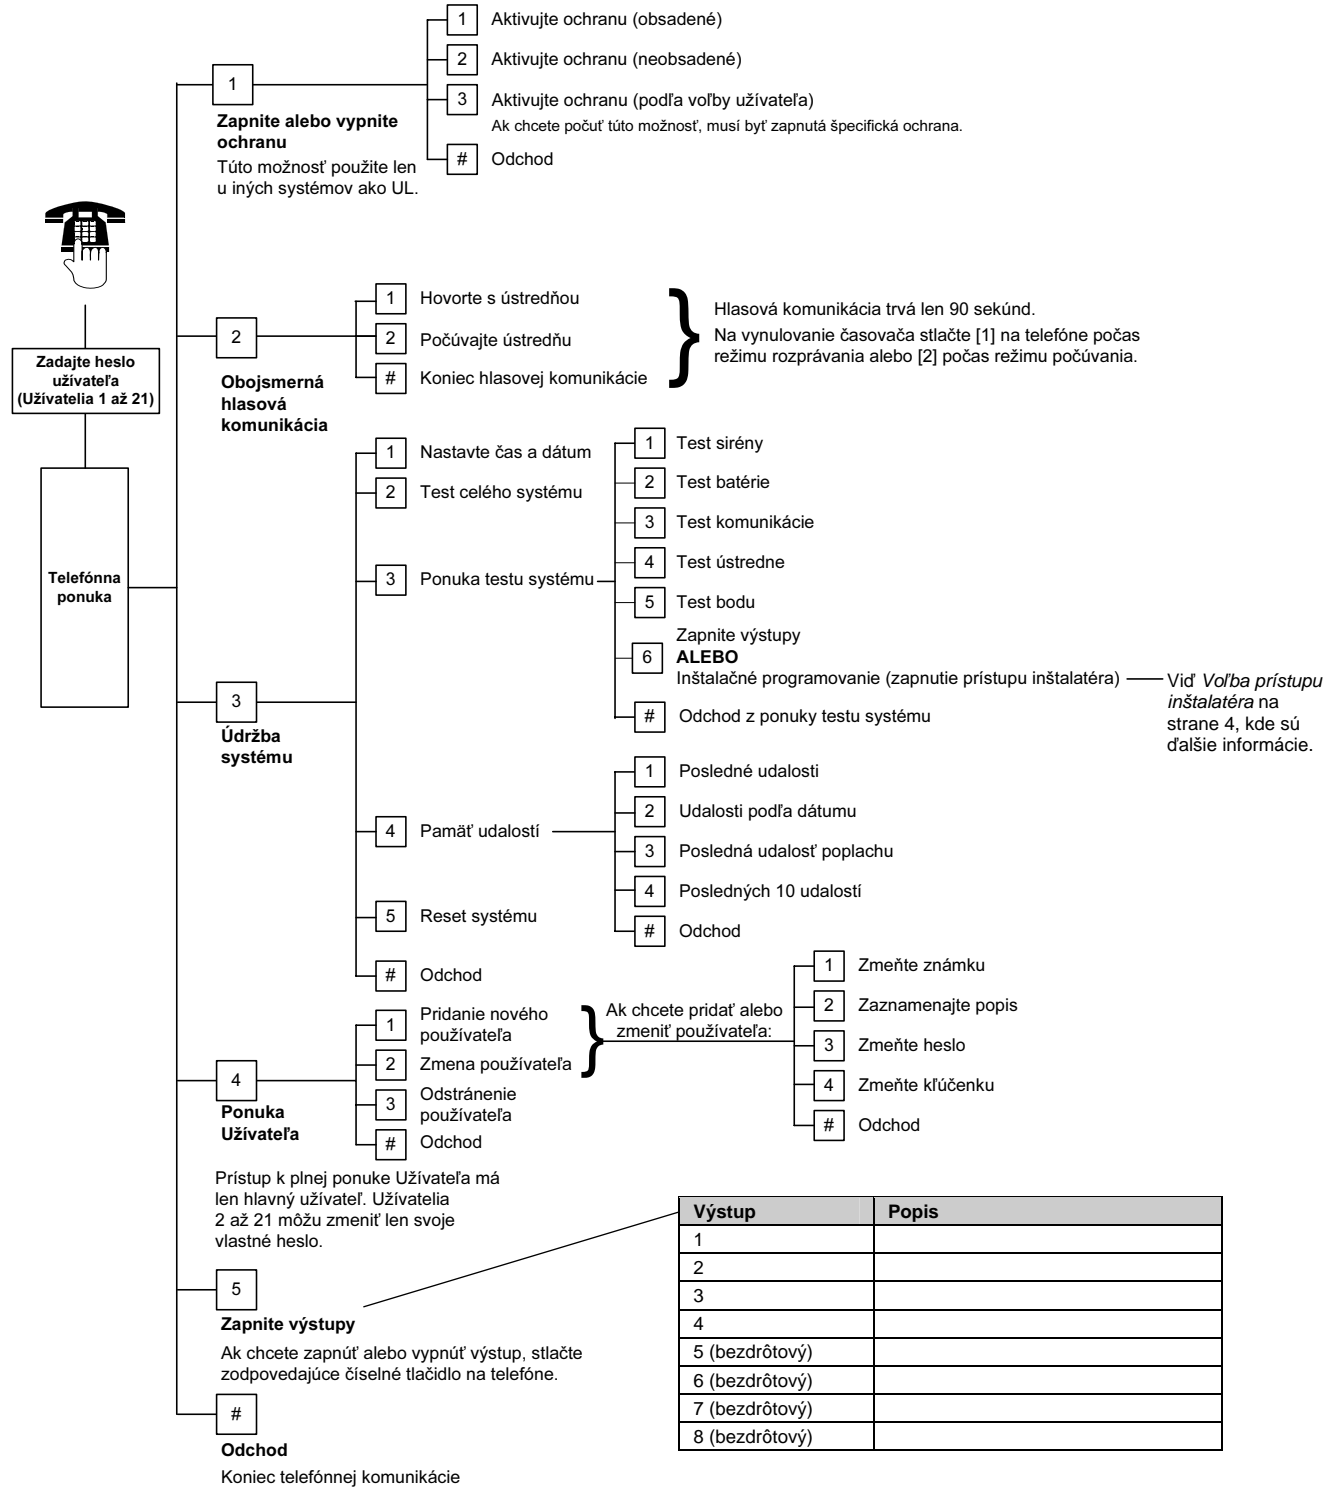 1 Aktivujte ochranu (obsadené)
2 Aktivujte ochranu (neobsadené)
1
3 Aktivujte ochranu (podľa voľby užívateľa)
Ak chcete počuť túto možnosť, musí byť zapnutá špecifická ochrana.
# Odchod
Zapnite alebo vypnite
ochranu
Túto možnosť použite len
u iných systémov ako UL.
Zadajte heslo
užívateľa
(Užívatelia 1 až 21)
Telefónna
ponuka
2
Obojsmerná
hlasová
komunikácia
1 Hovorte s ústredňou
2 Počúvajte ústredňu
# Koniec hlasovej komunikácie
}
Hlasová komunikácia trvá len 90 sekúnd.
Na vynulovanie časovača stlačte [1] na telefóne počas
režimu rozprávania alebo [2] počas režimu počúvania.
3
Údržba
systému
1 Nastavte čas a dátum
2 Test celého systému
3 Ponuka testu systému
1 Test sirény
2 Test batérie
3 Test komunikácie
4 Test ústredne
5 Test bodu
Zapnite výstupy
6 ALEBO
Inštalačné programovanie (zapnutie prístupu inštalatéra)
Viď Voľba prístupu
inštalatéra na
strane 4, kde sú
ďalšie informácie.
# Odchod z ponuky testu systému
4 Pamäť udalostí
1 Posledné udalosti
2 Udalosti podľa dátumu
3 Posledná udalosť poplachu
4 Posledných 10 udalostí
# Odchod
5 Reset systému
# Odchod
4
Ponuka
Užívateľa
1 Pridanie nového
používateľa
2 Zmena používateľa
3 Odstránenie
používateľa
# Odchod
}
Ak chcete pridať alebo
zmeniť používateľa:
1 Zmeňte známku
2 Zaznamenajte popis
3 Zmeňte heslo
4 Zmeňte kľúčenku
# Odchod
Prístup k plnej ponuke Užívateľa má
len hlavný užívateľ. Užívatelia
2 až 21 môžu zmeniť len svoje
vlastné heslo.
5
Zapnite výstupy
Ak chcete zapnúť alebo vypnúť výstup, stlačte
zodpovedajúce číselné tlačidlo na telefóne.
Výstup Popis
1
2
3
4
5 (bezdrôtový)
6 (bezdrôtový)
7 (bezdrôtový)
8 (bezdrôtový)
#
Odchod
Koniec telefónnej komunikácie